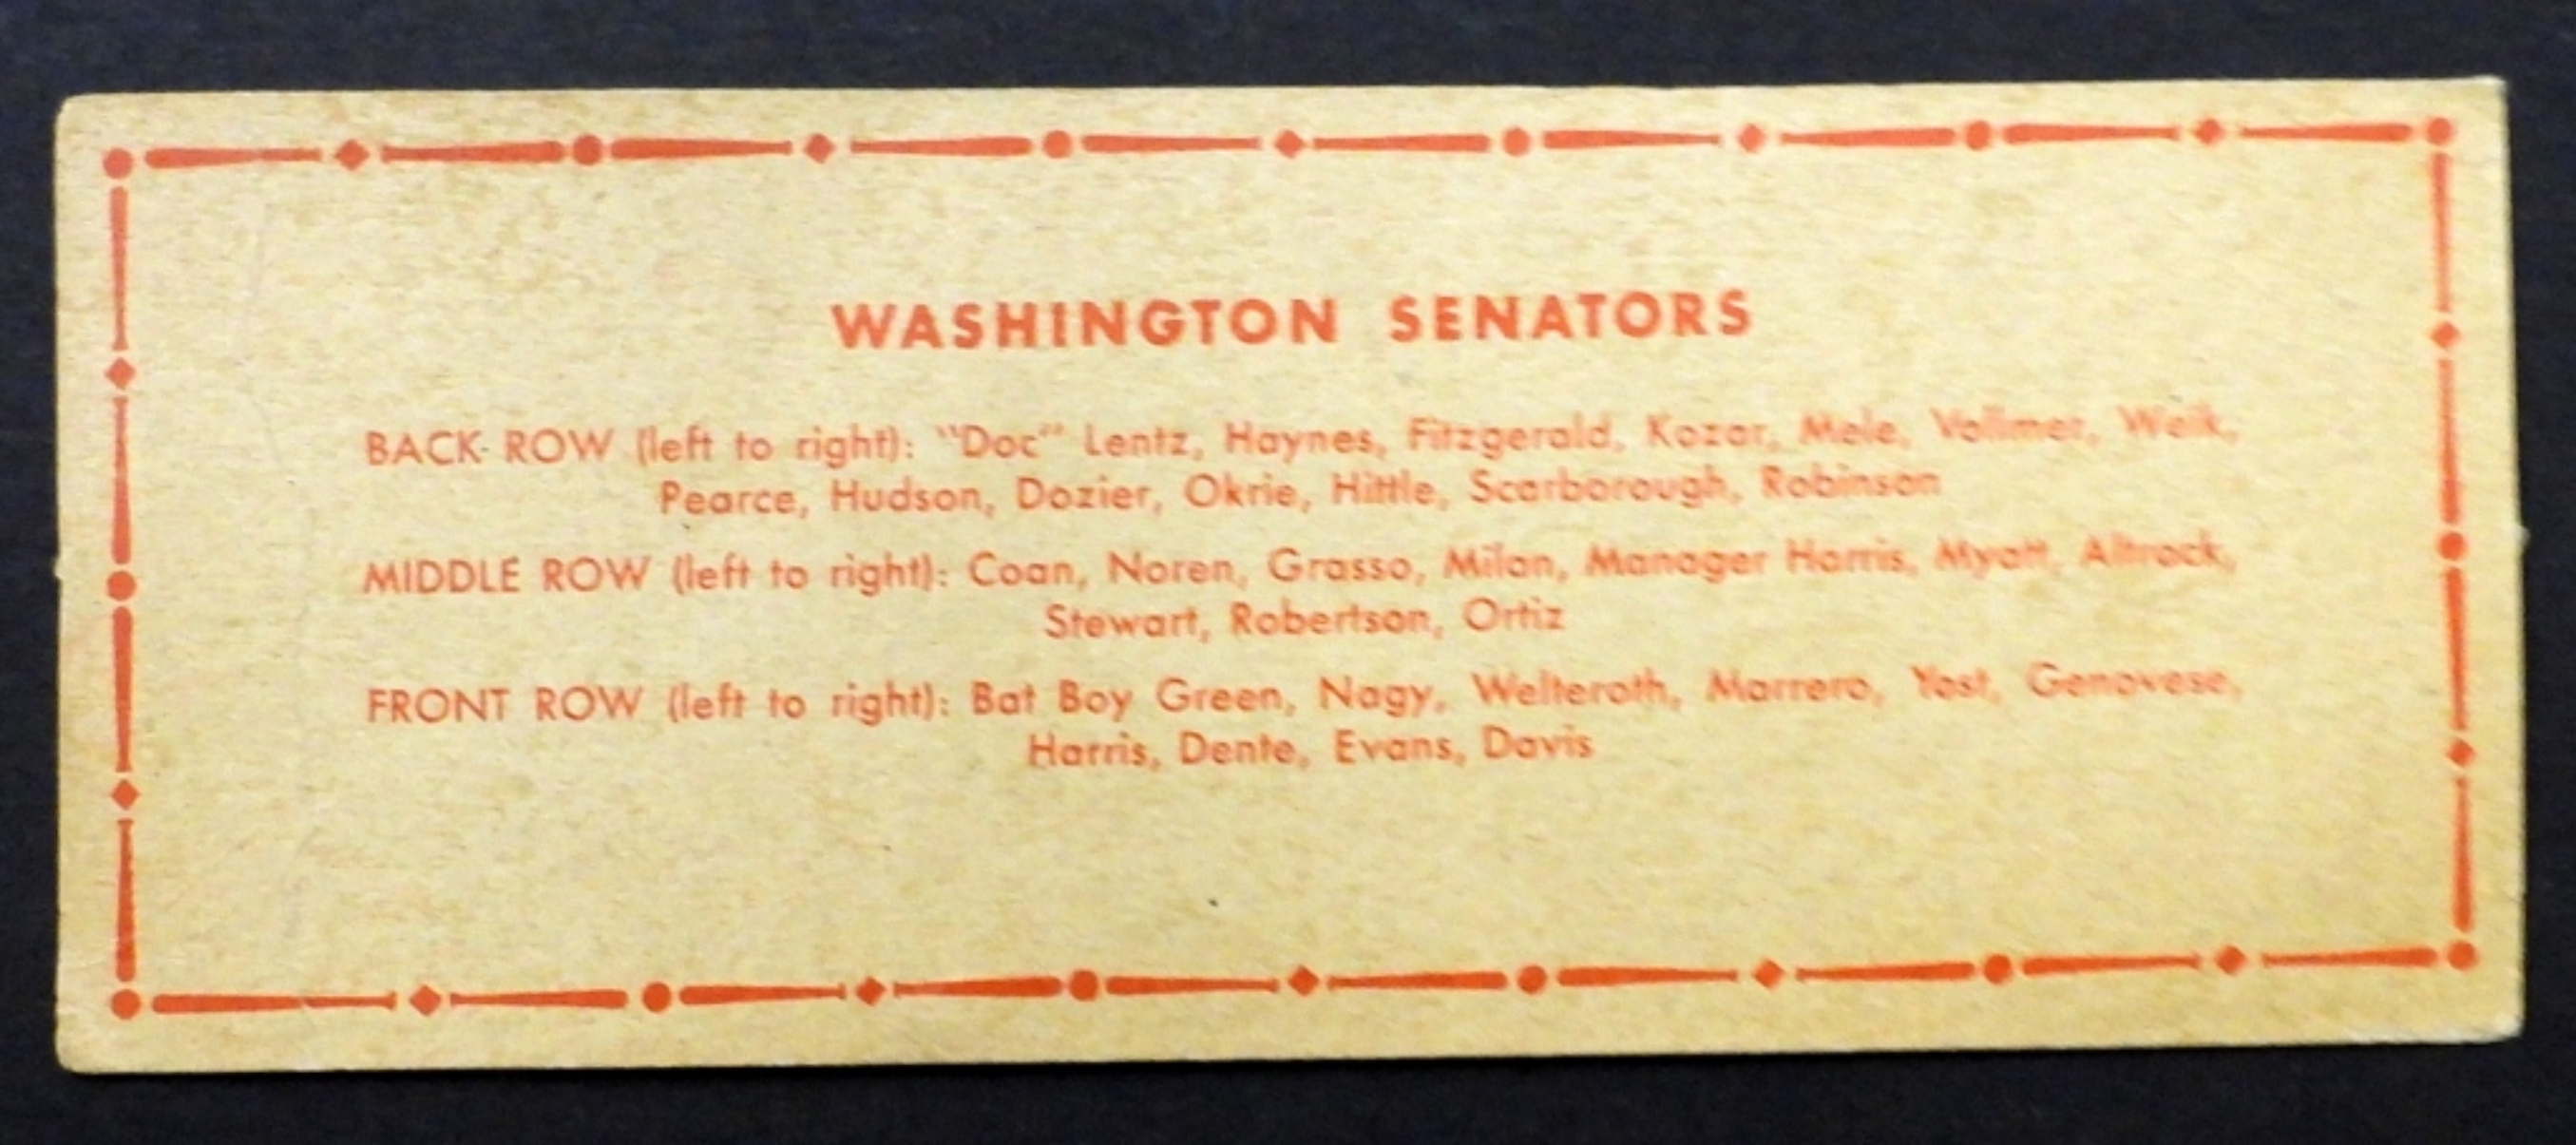 WASHINGTON SENATORS
BACK ROW (left to right): "Doc" Lentz, Haynes, Fitzgerald, Kozar, Mele, Vollmer, Weik,
Pearce, Hudson, Dozier, Okrie, Hittle, Scarborough, Robinson
MIDDLE ROW (left to right): Coan, Noren, Grasso, Milan, Manager Harris, Myatt, Altrock,
Stewart, Robertson, Ortiz
FRONT ROW (left to right): Bat Boy Green, Nagy, Welteroth, Marrero, Yost, Genovese,
Harris, Dente, Evans, Davis